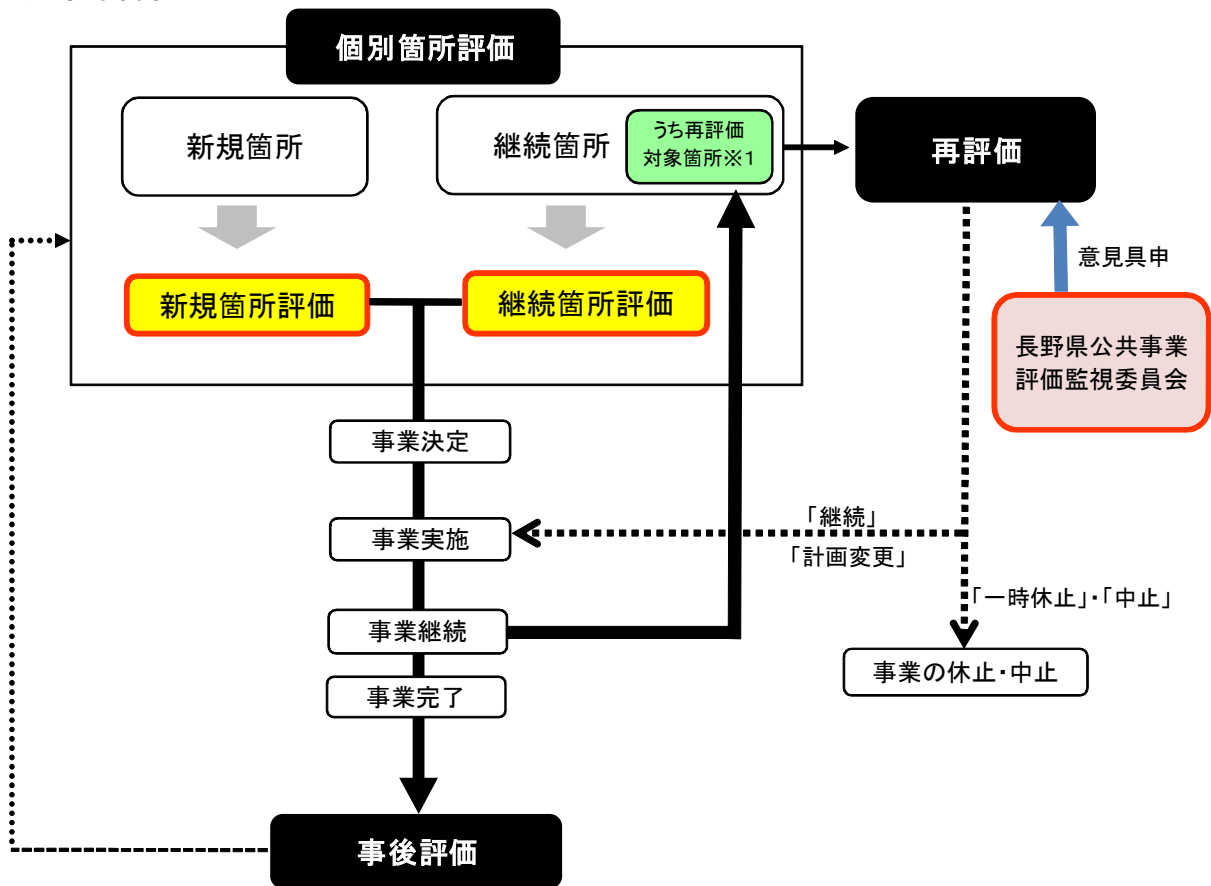 個別箇所評価
新規箇所
継続箇所
うち再評価
対象箇所※1
再評価
意見具申
新規箇所評価
継続箇所評価
長野県公共事業
評価監視委員会
事業決定
事業実施
「継続」
「計画変更」
「一時休止」・「中止」
事業継続
事業の休止・中止
事業完了
事後評価